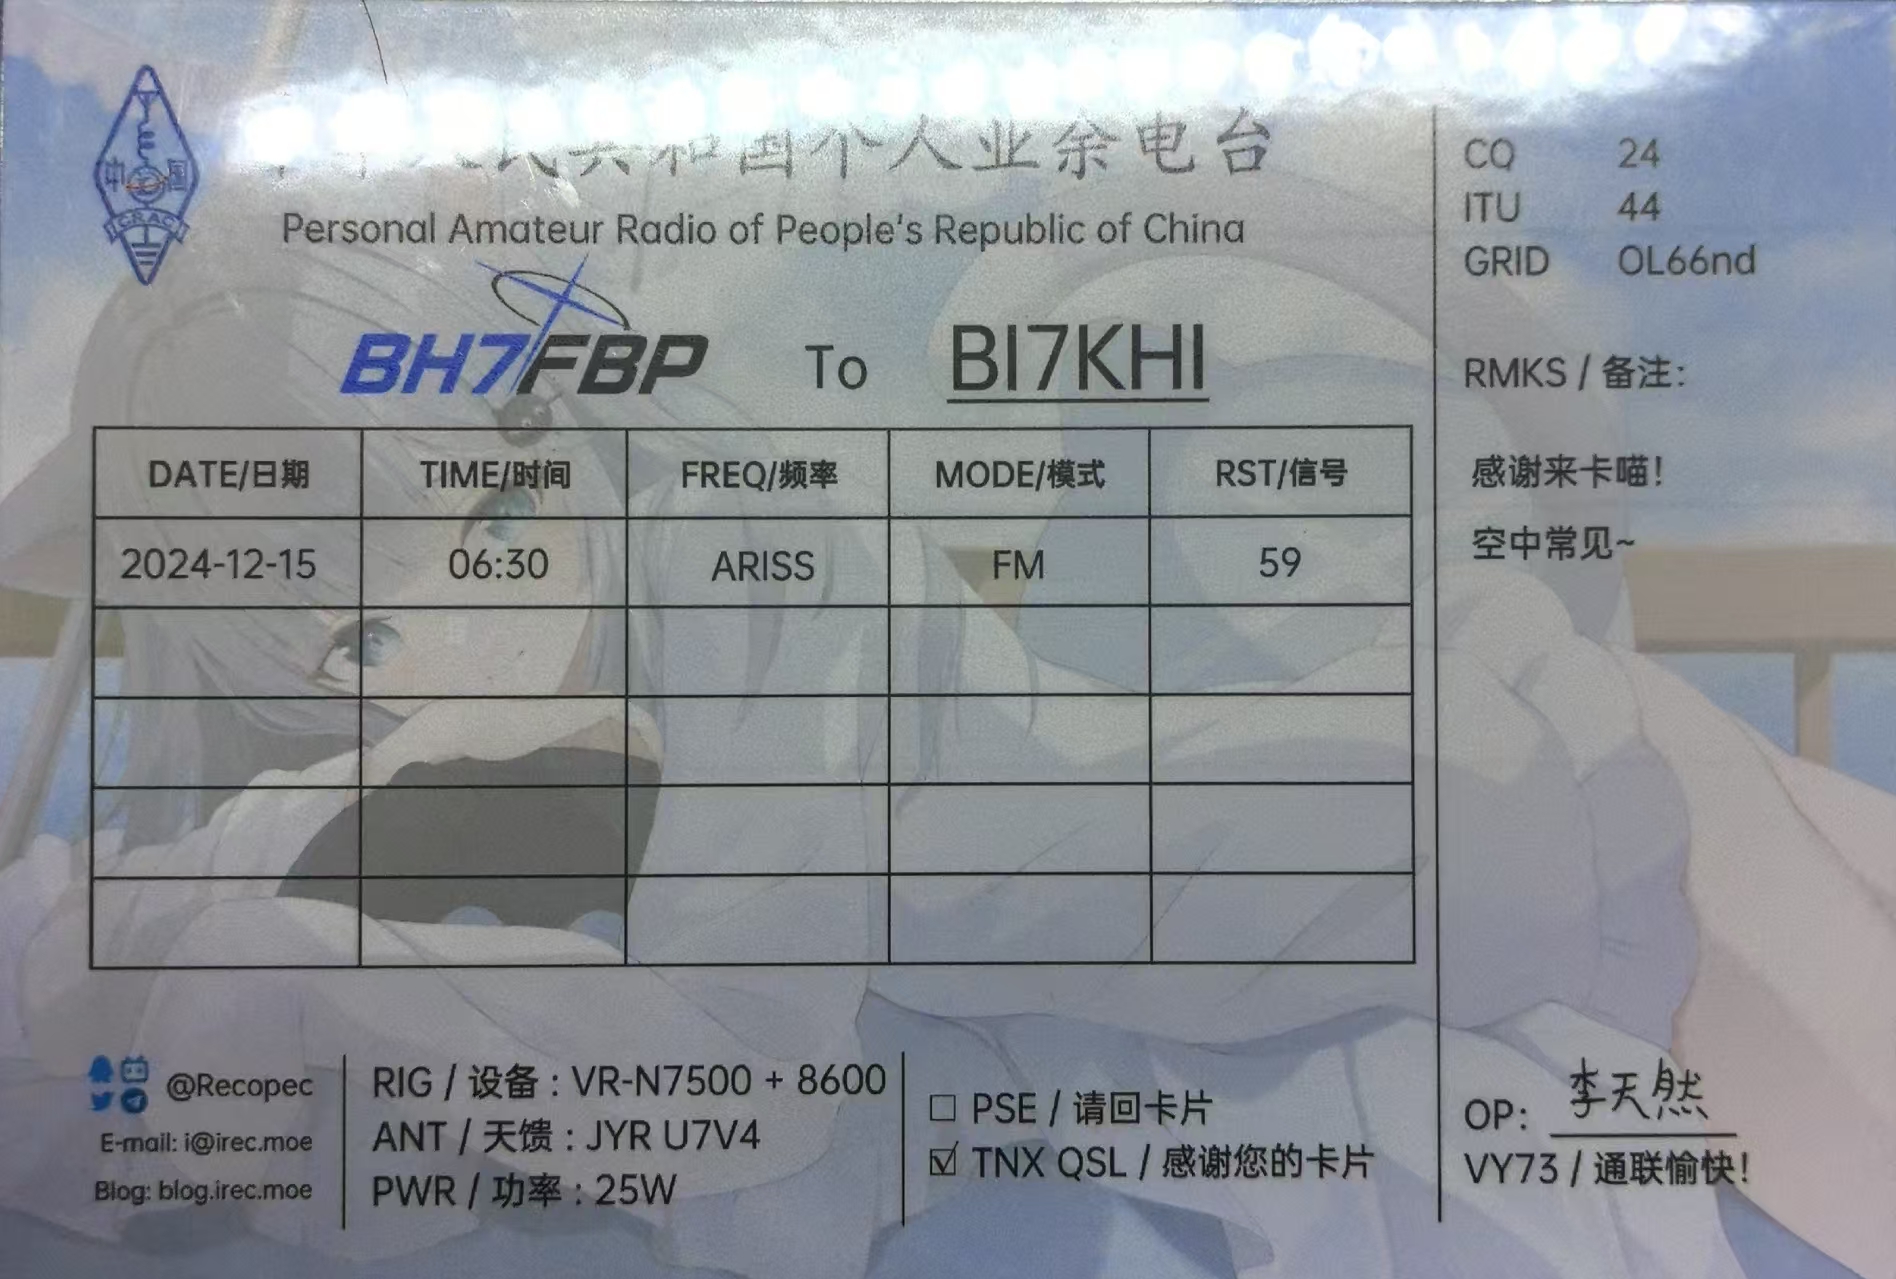 中国
CRAC
人民共和国个人业余电台
Personal Amateur Radio of People's Republic of China
BH7FBP To BI7KHI
DATE/日期 TIME/时间 FREQ/频率 MODE/模式 RST/信号
2024-12-15 06:30 ARISS FM 59
CQ 24
ITU 44
GRID OL66nd
RMKS / 备注:
感谢来卡喵!
空中常见~
@Recopec
E-mail: i@irec.moe
Blog: blog.irec.moe
RIG / 设备 : VR-N7500 + 8600
ANT / 天馈 : JYR U7V4
PWR / 功率 : 25W
☐ PSE / 请回卡片
☑ TNX QSL / 感谢您的卡片
OP: 李天然
VY73 / 通联愉快!